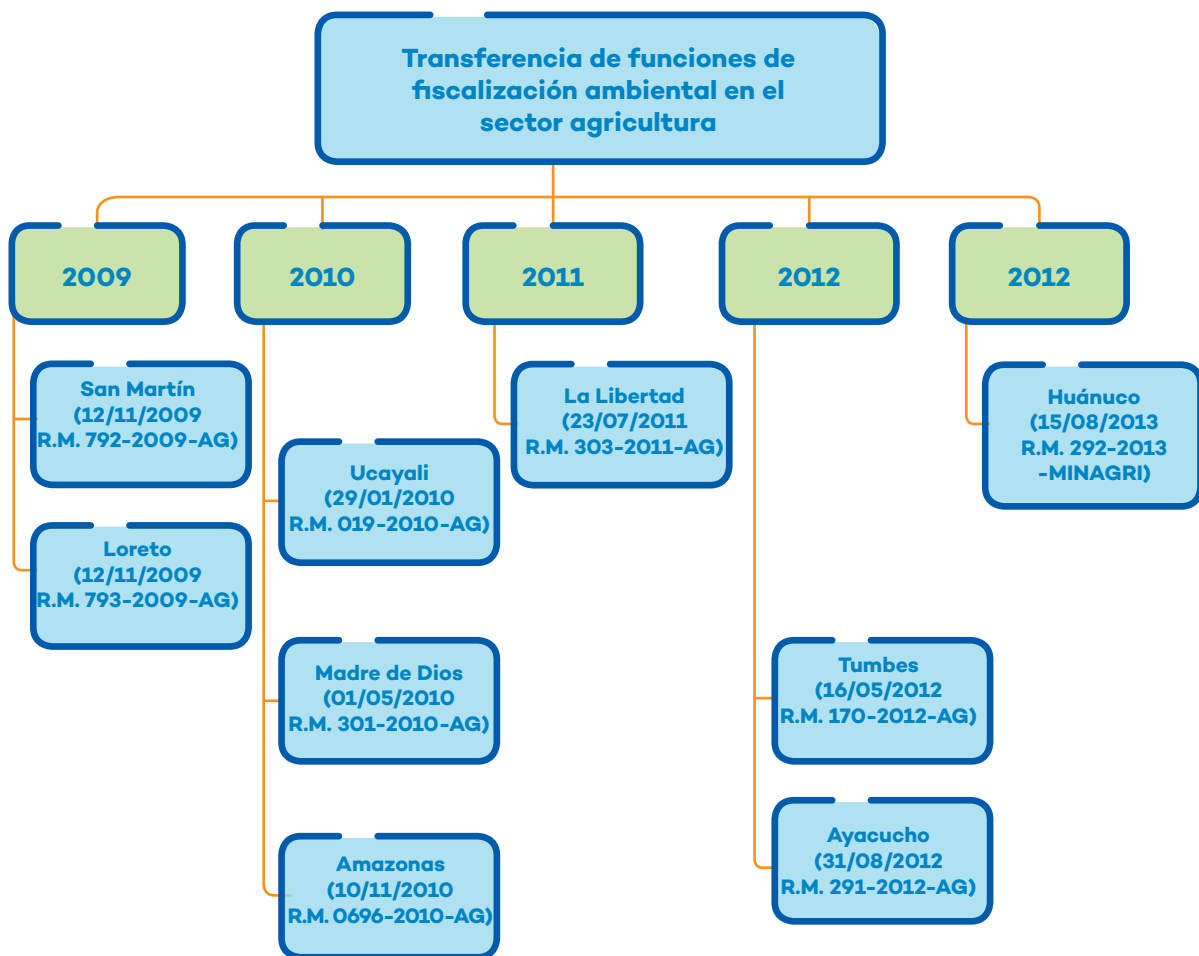 Transferencia de funciones de
fiscalización ambiental en el
sector agricultura
2009
2010
2011
2012
2012
San Martín
(12/11/2009
R.M. 792-2009-AG)
Loreto
(12/11/2009
R.M. 793-2009-AG)
Ucayali
(29/01/2010
R.M. 019-2010-AG)
Madre de Dios
(01/05/2010
R.M. 301-2010-AG)
Amazonas
(10/11/2010
R.M. 0696-2010-AG)
La Libertad
(23/07/2011
R.M. 303-2011-AG)
Tumbes
(16/05/2012
R.M. 170-2012-AG)
Ayacucho
(31/08/2012
R.M. 291-2012-AG)
Huánuco
(15/08/2013
R.M. 292-2013
-MINAGRI)